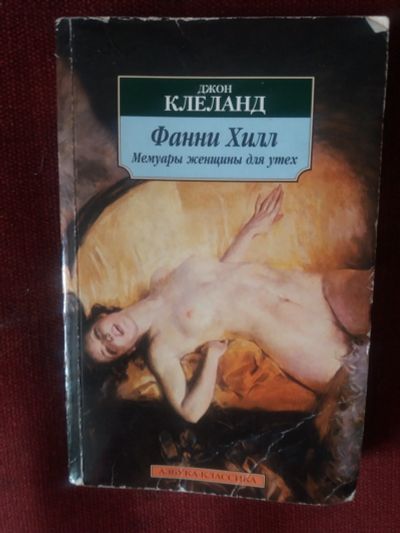 ДЖОН
КЛЕЛАНД
Фанни Хилл
Мемуары женщины для утех
АЗБУКА-КЛАССИКА